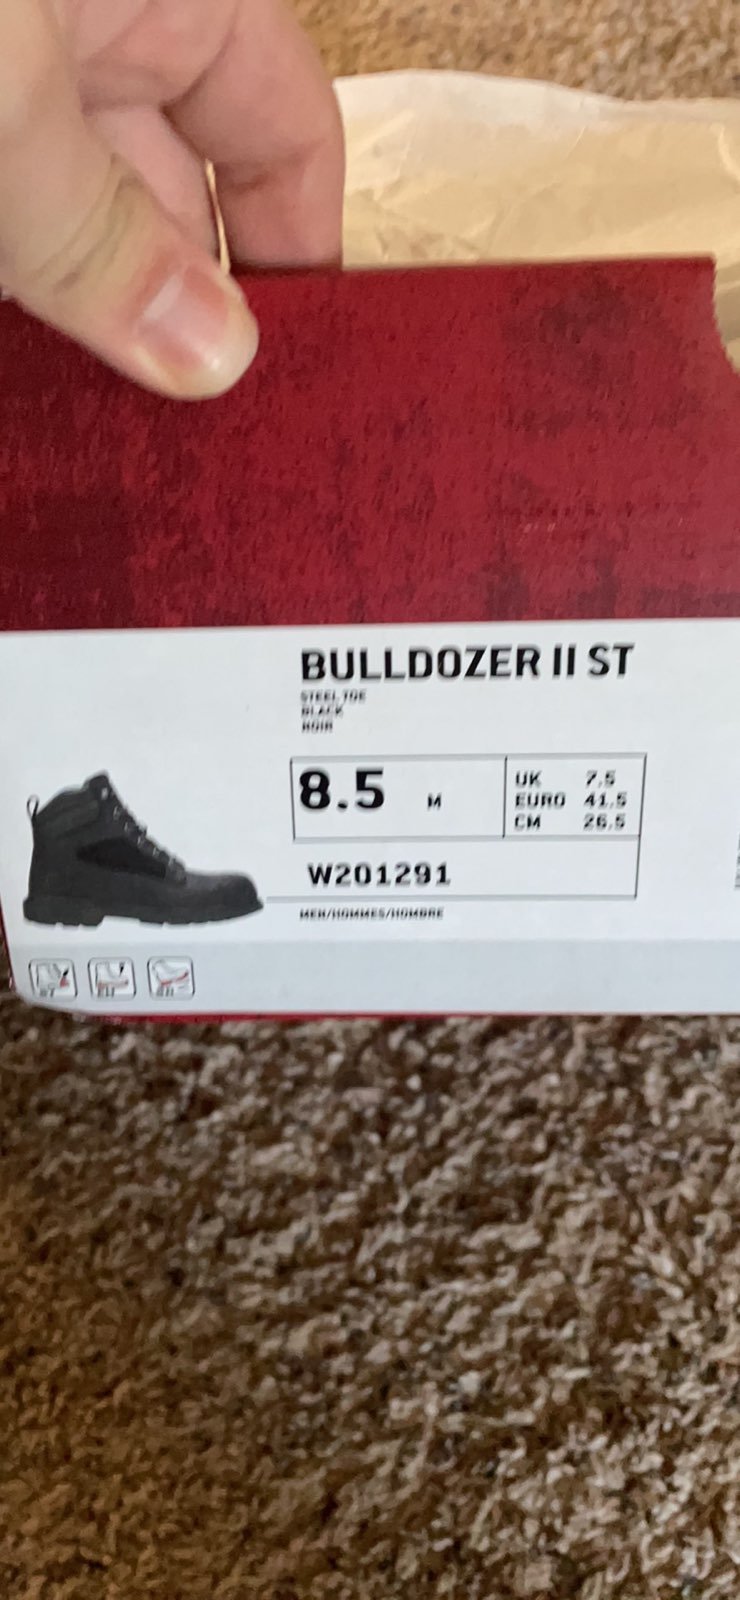 BULLDOZER II ST
STEEL TOE
BLACK
NOIR
8.5 M
UK 7.5
EURO 41.5
CM 26.5
W201291
MEN/HOMMES/HOMBRE